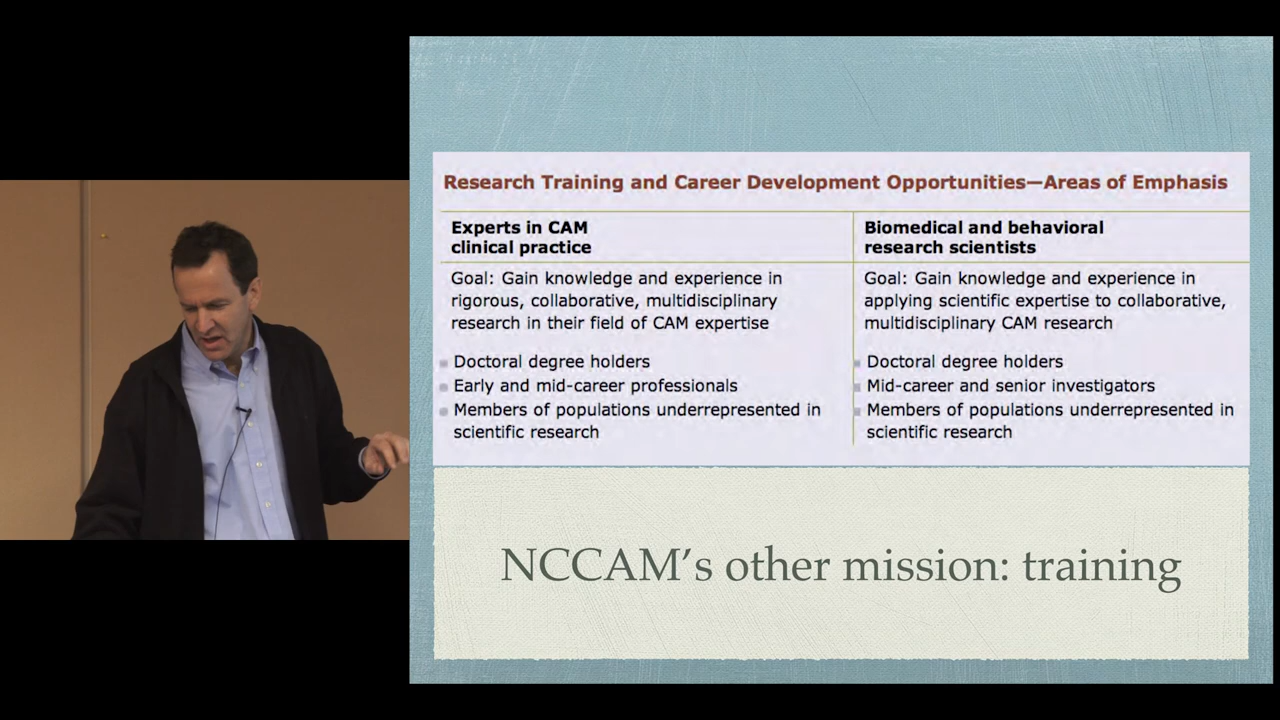 Research Training and Career Development Opportunities—Areas of Emphasis
Experts in CAM
clinical practice
Goal: Gain knowledge and experience in
rigorous, collaborative, multidisciplinary
research in their field of CAM expertise
Doctoral degree holders
Early and mid-career professionals
Members of populations underrepresented in
scientific research
Biomedical and behavioral
research scientists
Goal: Gain knowledge and experience in
applying scientific expertise to collaborative,
multidisciplinary CAM research
Doctoral degree holders
Mid-career and senior investigators
Members of populations underrepresented in
scientific research
NCCAM’s other mission: training